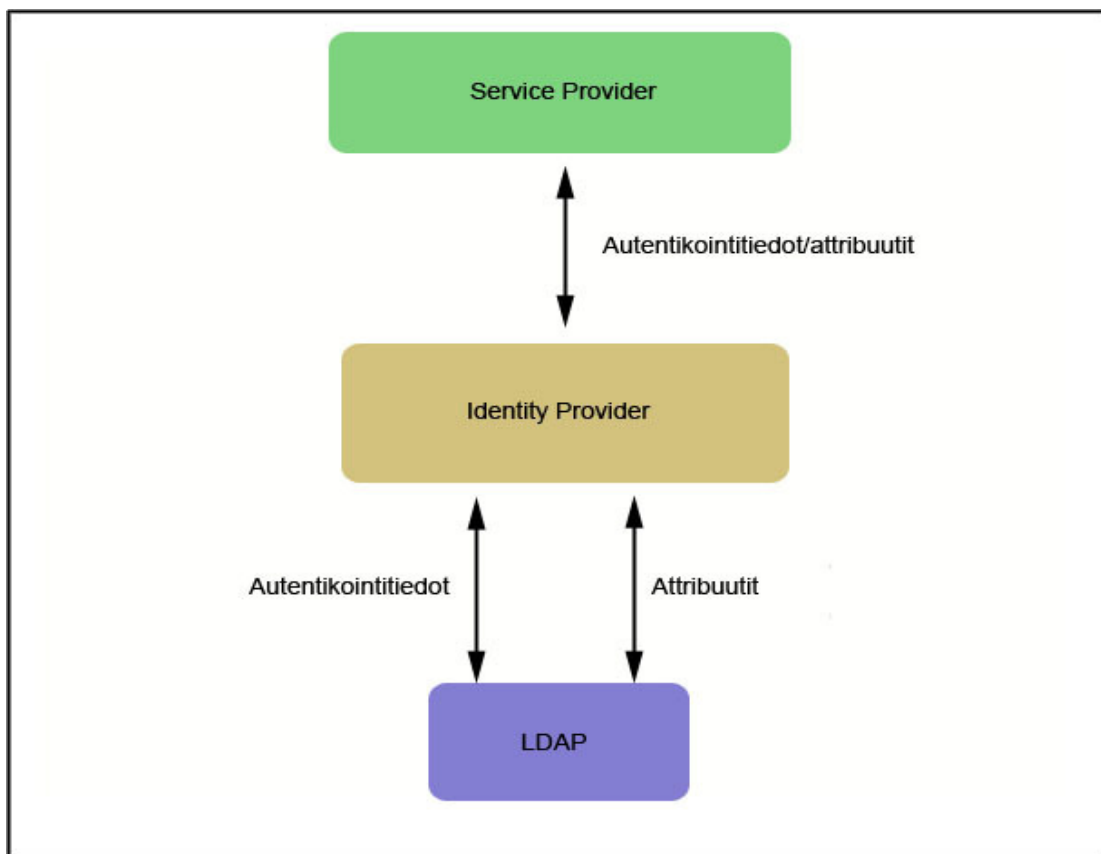 Service Provider
Autentikointitiedot/attribuutit
Identity Provider
Autentikointitiedot
Attribuutit
LDAP